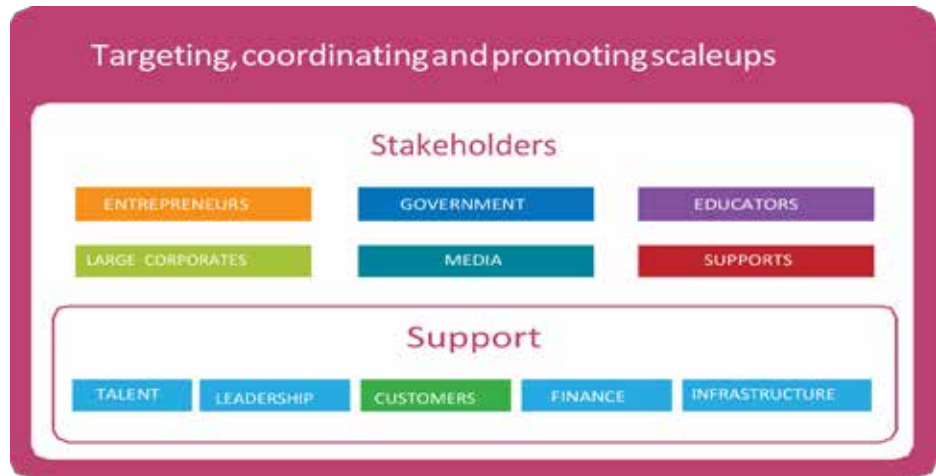 Targeting, coordinating and promoting scaleups
Stakeholders
ENTREPRENEURS GOVERNMENT EDUCATORS
LARGE CORPORATES MEDIA SUPPORTS
Support
TALENT LEADERSHIP CUSTOMERS FINANCE INFRASTRUCTURE